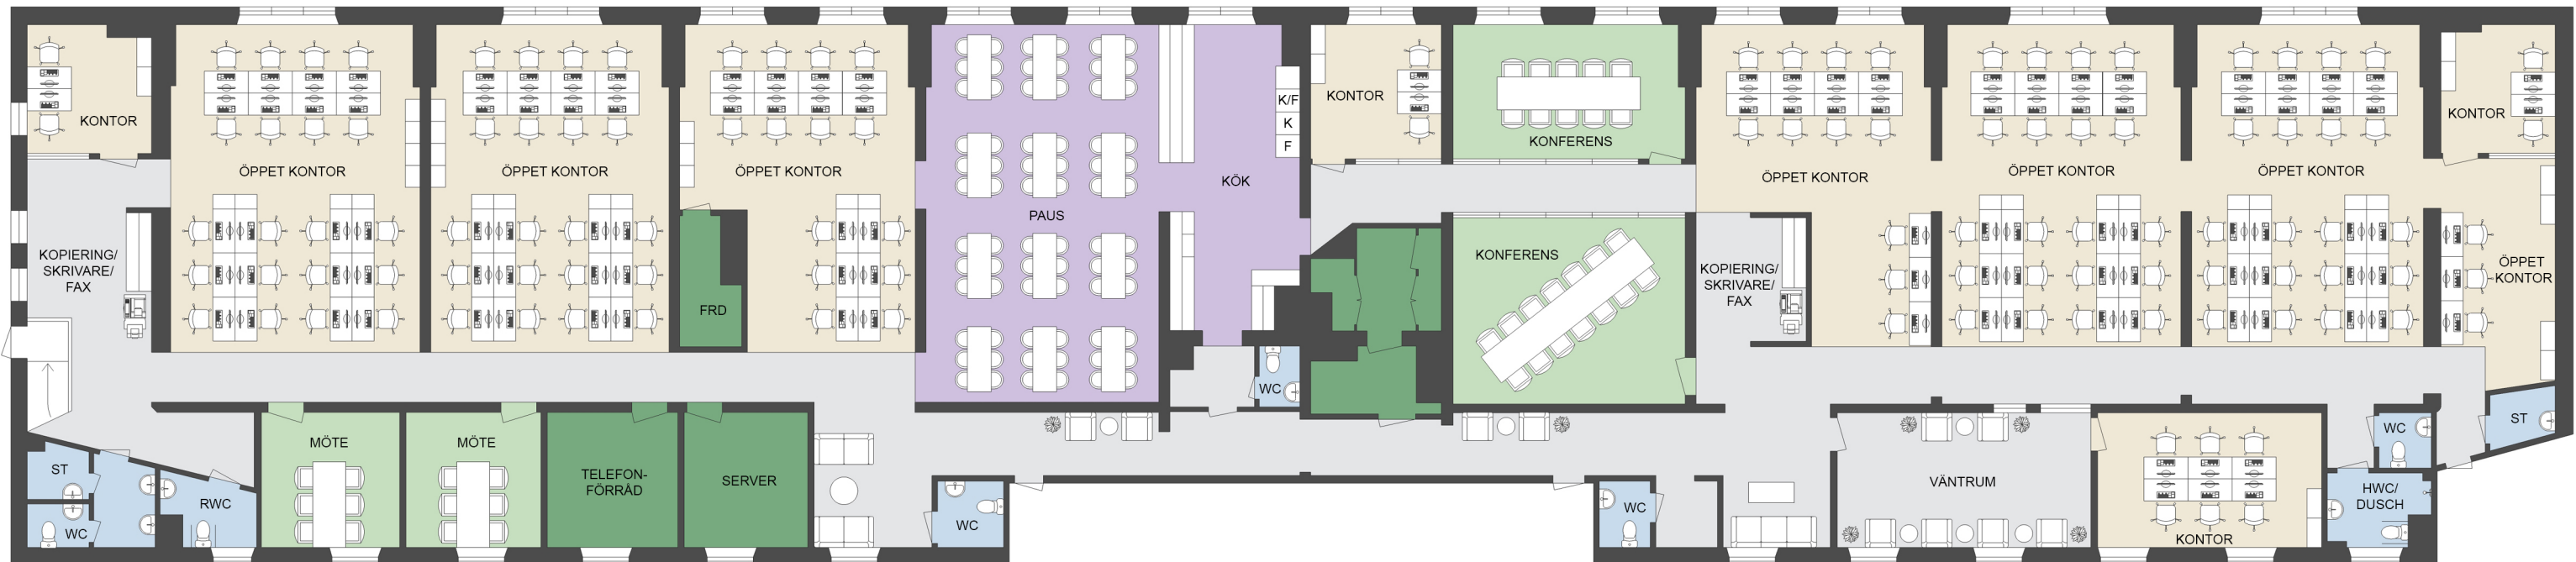 KONTOR
ÖPPET KONTOR
ÖPPET KONTOR
ÖPPET KONTOR
KOPIERING/
SKRIVARE/
FAX
FRD
PAUS
KÖK
K/F
K
F
KONTOR
KONFERENS
KONFERENS
KOPIERING/
SKRIVARE/
FAX
ÖPPET KONTOR
ÖPPET KONTOR
ÖPPET KONTOR
KONTOR
ÖPPET
KONTOR
WC
ST
WC
RWC
MÖTE
MÖTE
TELEFON-
FÖRRÅD
SERVER
WC
WC
VÄNTRUM
KONTOR
WC
HWC/
DUSCH
ST